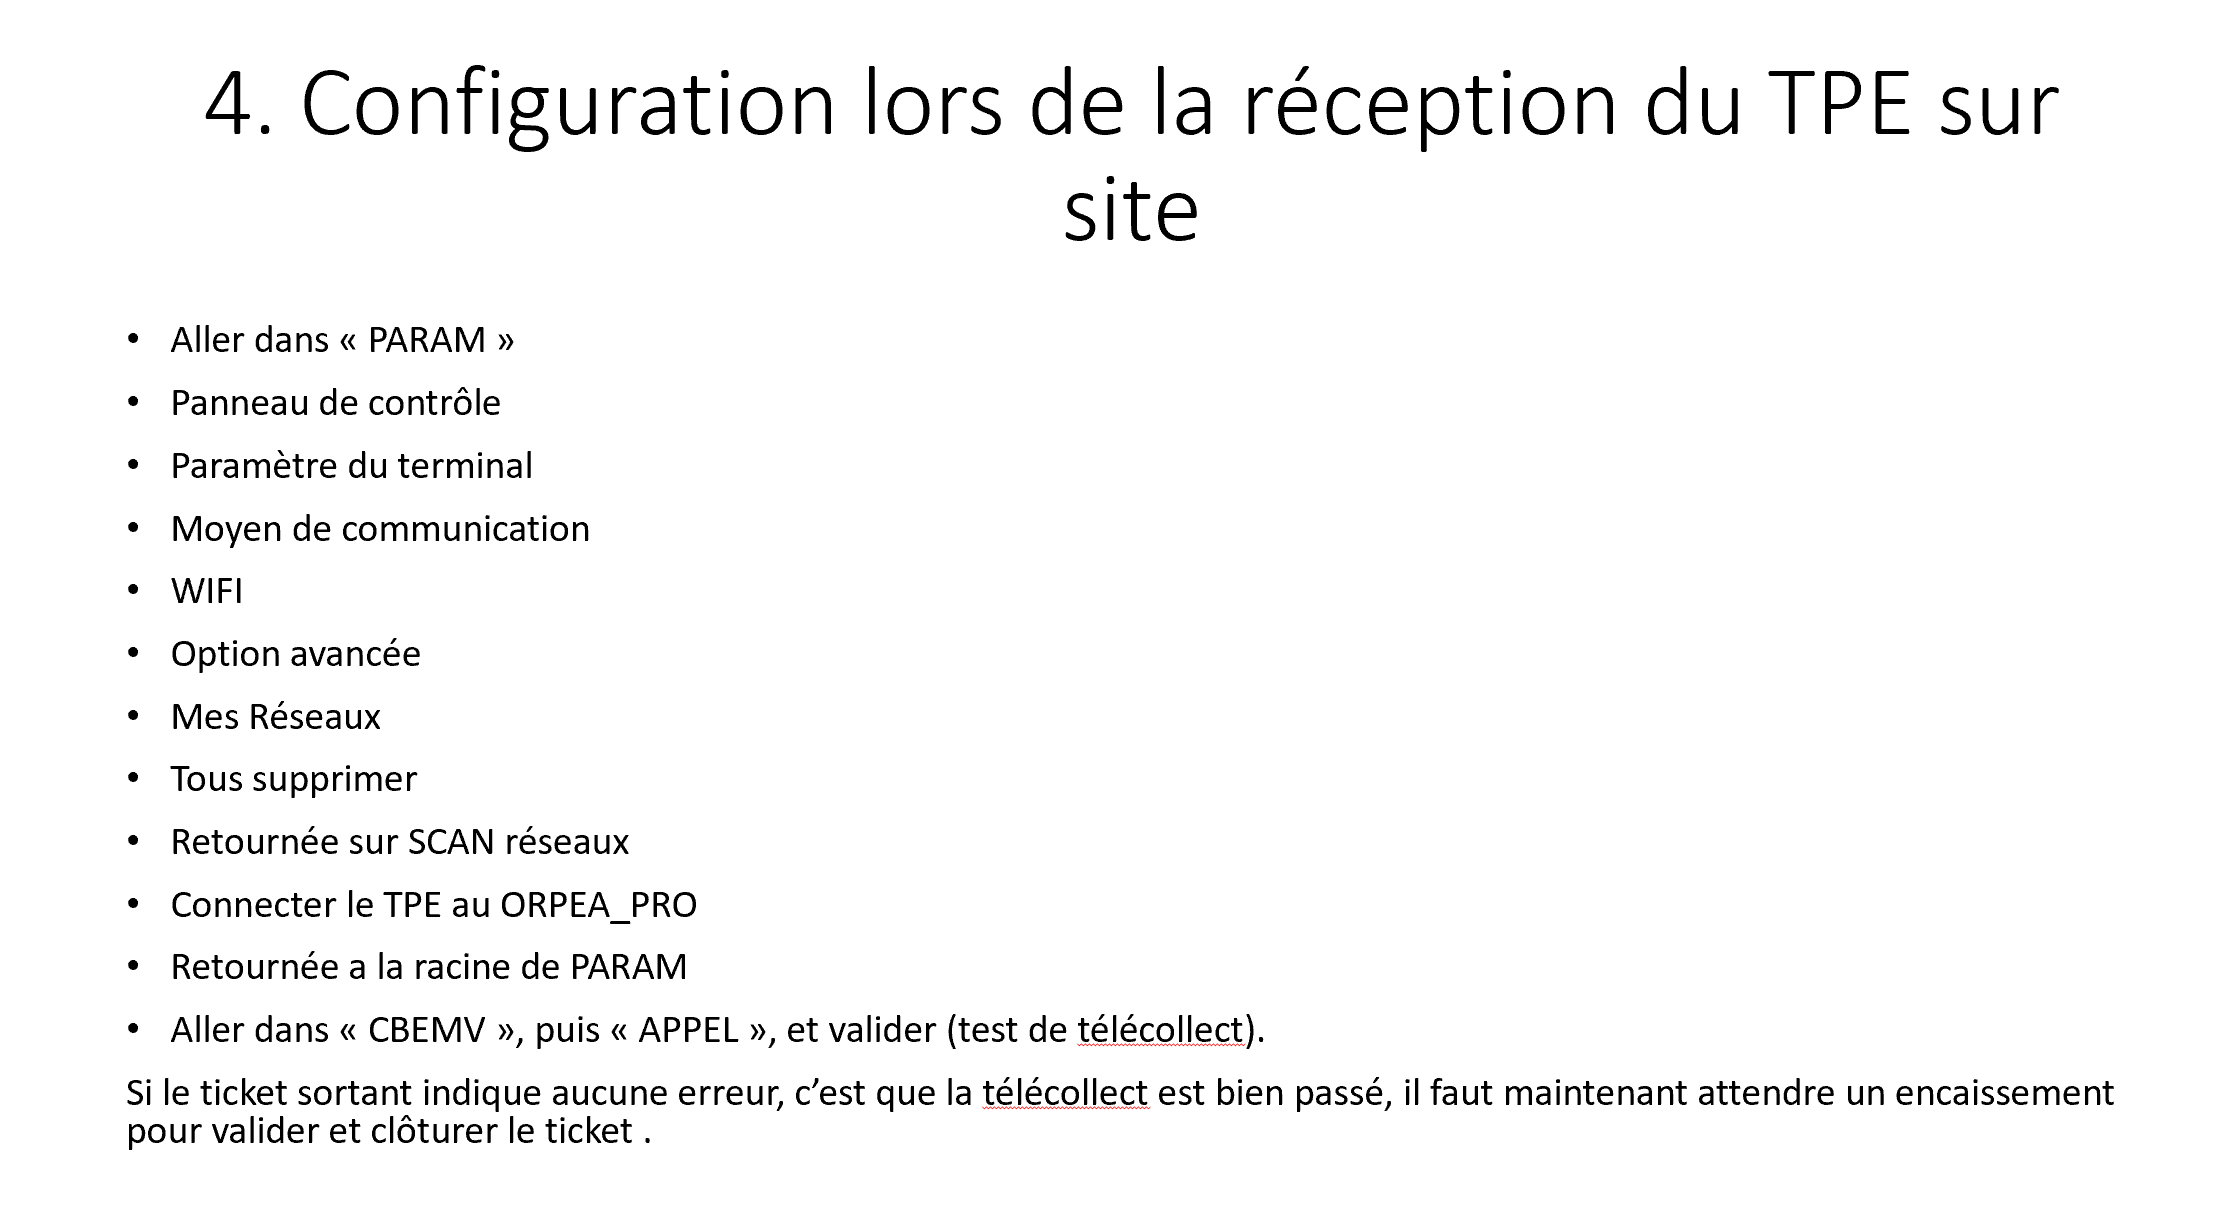 4. Configuration lors de la réception du TPE sur
site
• Aller dans « PARAM »
• Panneau de contrôle
• Paramètre du terminal
• Moyen de communication
• WIFI
• Option avancée
• Mes Réseaux
• Tous supprimer
• Retournée sur SCAN réseaux
• Connecter le TPE au ORPEA_PRO
• Retournée a la racine de PARAM
• Aller dans « CBEMV », puis « APPEL », et valider (test de télécollect).
Si le ticket sortant indique aucune erreur, c’est que la télécollect est bien passé, il faut maintenant attendre un encaissement
pour valider et clôturer le ticket .